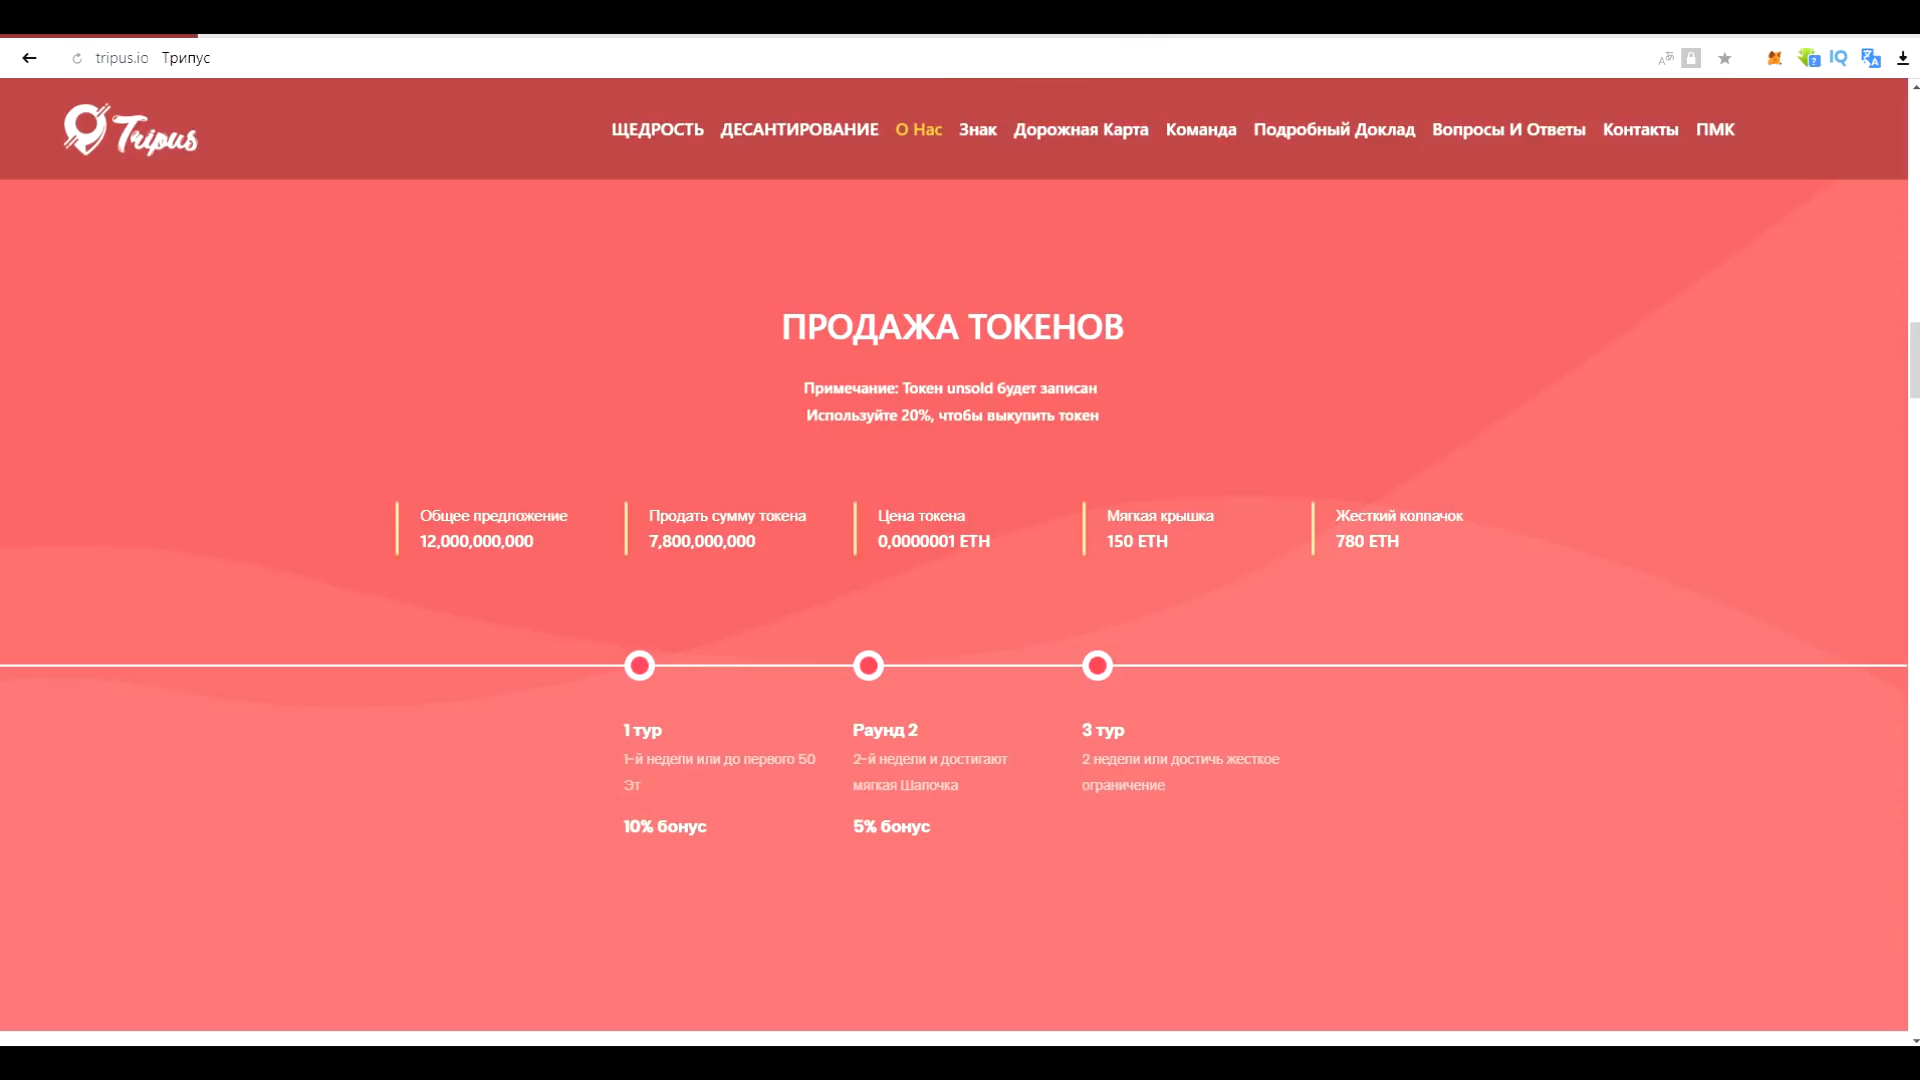 tripus.io Трипус
IQ
Tripus
ЩЕДРОСТЬ ДЕСАНТИРОВАНИЕ О Нас Знак Дорожная Карта Команда Подробный Доклад Вопросы И Ответы Контакты ПМК
ПРОДАЖА ТОКЕНОВ
Примечание: Токен unsold будет записан
Используйте 20%, чтобы выкупить токен
Общее предложение
12,000,000,000
Продать сумму токена
7,800,000,000
Цена токена
0,0000001 ETH
Мягкая крышка
150 ETH
Жесткий колпачок
780 ETH
1 тур
1-й недели или до первого 50
Эт
10% бонус
Раунд 2
2-й недели и достигают
мягкая Шапочка
5% бонус
3 тур
2 недели или достичь жесткое
ограничение